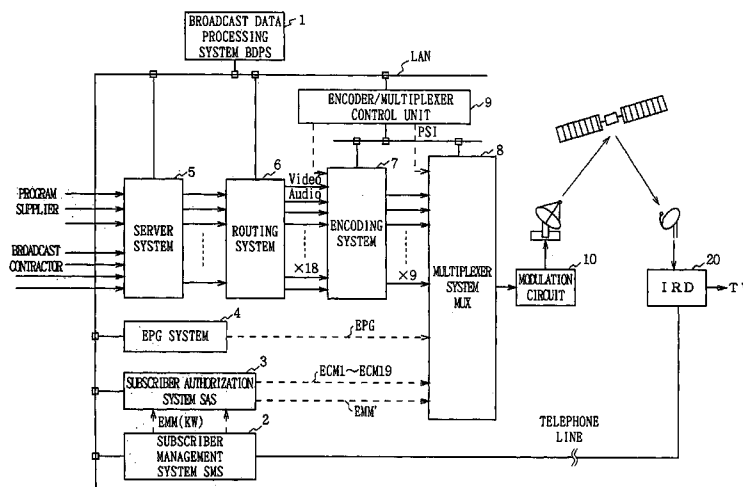 BROADCAST DATA
PROCESSING
SYSTEM BDPS
1
LAN
ENCODER/MULTIPLEXER
CONTROL UNIT
9
PSI
8
7
6
5
Video
Audio
PROGRAM
SUPPLIER
BROADCAST
CONTRACTOR
SERVER
SYSTEM
ROUTING
SYSTEM
ENCODING
SYSTEM
×18
×9
MULTIPLEXER
SYSTEM
MUX
10
MODULATION
CIRCUIT
20
IRD
TV
4
EPG SYSTEM
EPG
3
SUBSCRIBER AUTHORIZATION
SYSTEM SAS
ECM1~ECM19
EMM'
EMM(KW)
2
SUBSCRIBER
MANAGEMENT
SYSTEM SMS
TELEPHONE
LINE